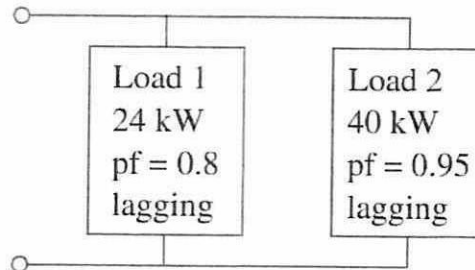 Load 1
24 kW
pf = 0.8
lagging
Load 2
40 kW
pf = 0.95
lagging